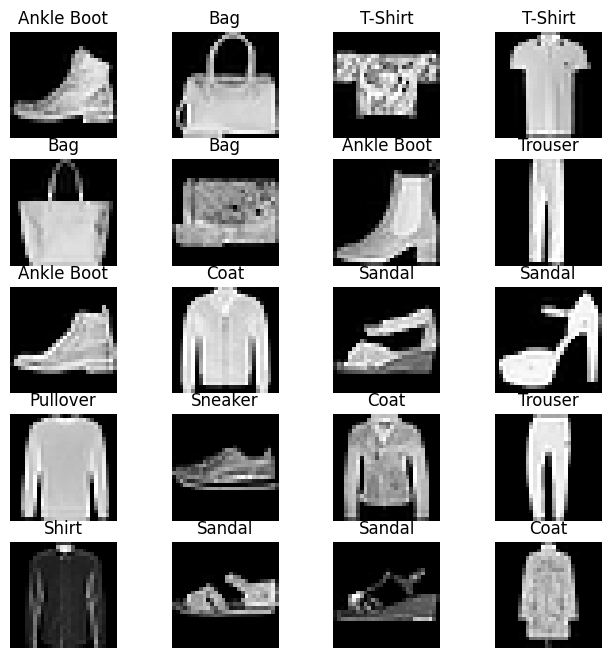 Ankle Boot Bag T-Shirt T-Shirt
Bag Bag Ankle Boot Trouser
Ankle Boot Coat Sandal Sandal
Pullover Sneaker Coat Trouser
Shirt Sandal Sandal Coat